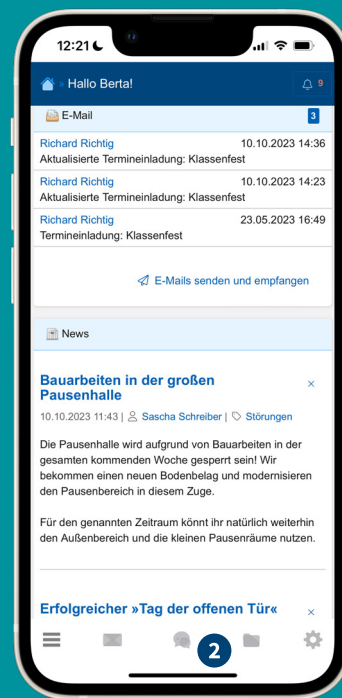 12:21
» Hallo Berta!
9
E-Mail
3
Richard Richtig 10.10.2023 14:36
Aktualisierte Termineinladung: Klassenfest
Richard Richtig 10.10.2023 14:23
Aktualisierte Termineinladung: Klassenfest
Richard Richtig 23.05.2023 16:49
Termineinladung: Klassenfest
E-Mails senden und empfangen
News
Bauarbeiten in der großen
Pausenhalle
×
10.10.2023 11:43 | Sascha Schreiber | Störungen
Die Pausenhalle wird aufgrund von Bauarbeiten in der
gesamten kommenden Woche gesperrt sein! Wir
bekommen einen neuen Bodenbelag und modernisieren
den Pausenbereich in diesem Zuge.
Für den genannten Zeitraum könnt ihr natürlich weiterhin
den Außenbereich und die kleinen Pausenräume nutzen.
Erfolgreicher »Tag der offenen Tür«
×
2